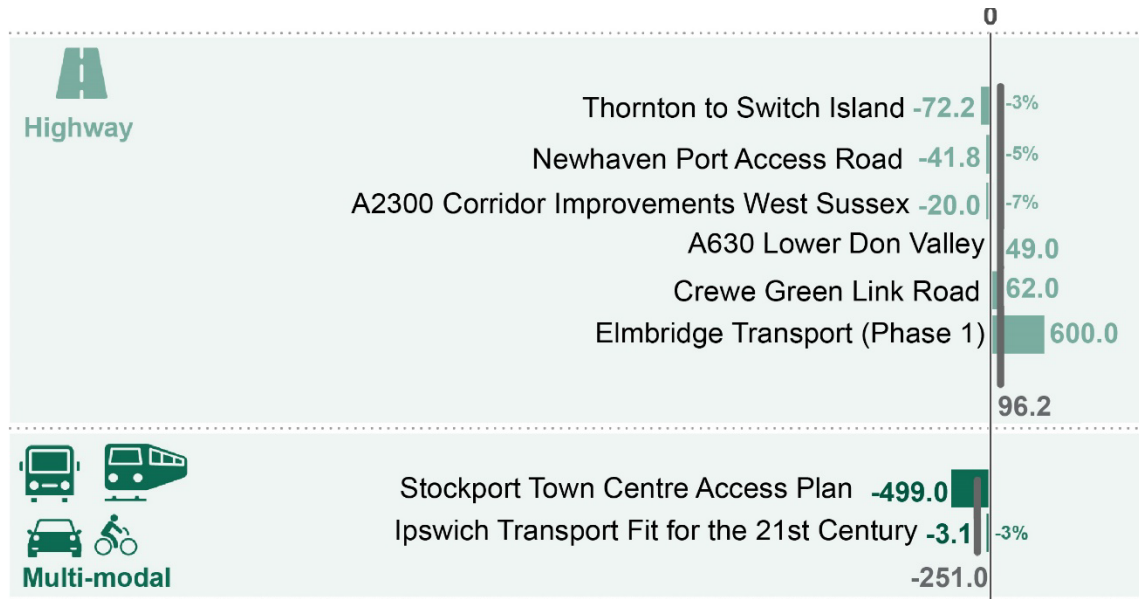 0
Highway
Thornton to Switch Island -72.2 -3%
Newhaven Port Access Road -41.8 -5%
A2300 Corridor Improvements West Sussex -20.0 -7%
A630 Lower Don Valley 49.0
Crewe Green Link Road 62.0
Elmbridge Transport (Phase 1) 600.0
96.2
Stockport Town Centre Access Plan -499.0
Ipswich Transport Fit for the 21st Century -3.1 -3%
Multi-modal
-251.0